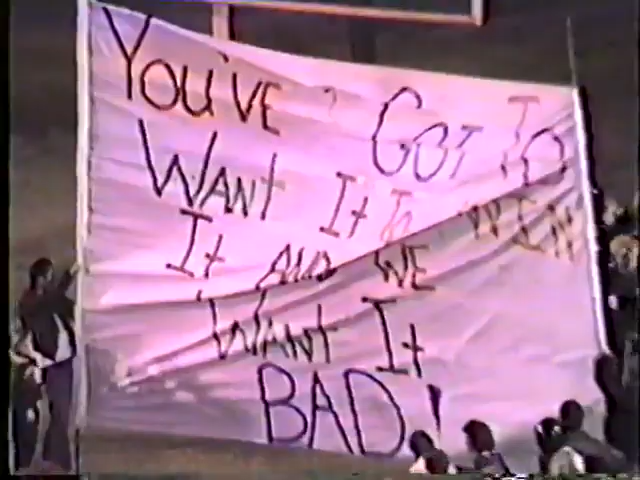 You'VE GOT TO
WANT It To WIN
It AND WE
WANT It
BAD!